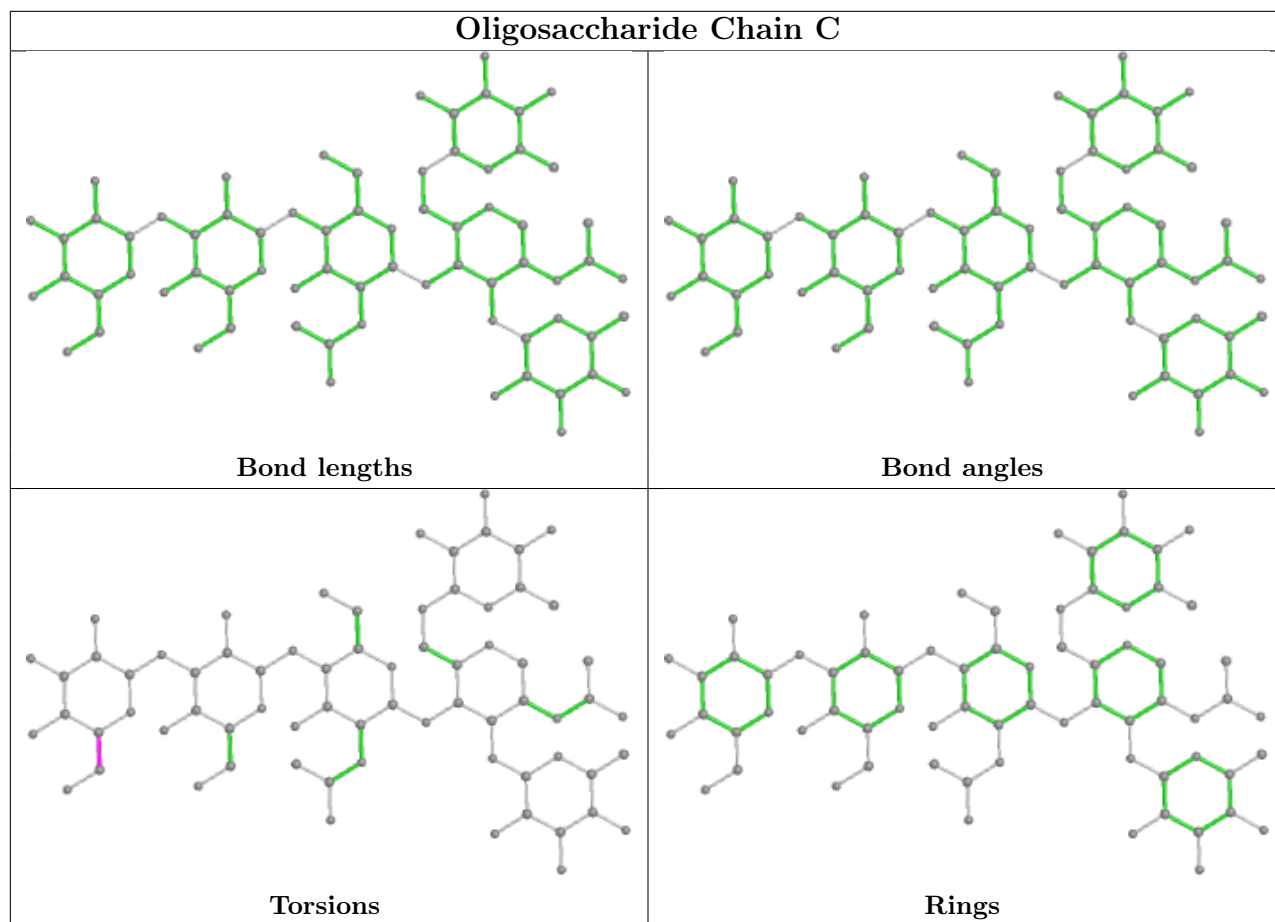 Oligosaccharide Chain C
Bond lengths
Bond angles
Torsions
Rings